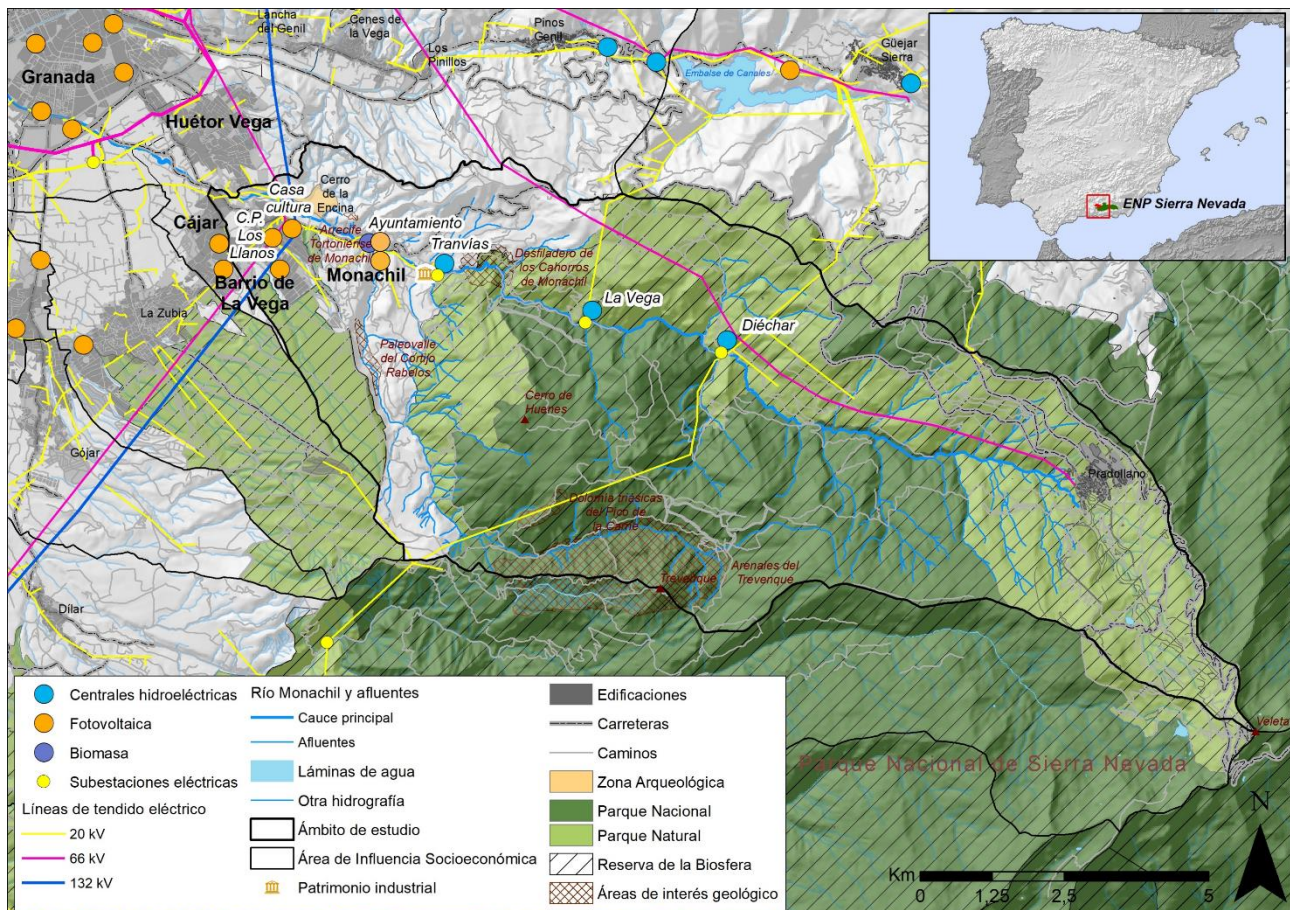 Lancha
del Genil
Cenes de
la Vega
Pinos
Genil
Los
Pinillos
Güejar
Sierra
Embalse de Canales
Granada
Huétor Vega
Casa
cultura
Cerro
de la
Encina
Cájar
C.P.
Los
Llanos
Arrecife
Tortoniense
de Monachil
Ayuntamiento
Tranvías
Monachil
Desfiladero de
los Cahorros
de Monachil
Barrio de
La Vega
La Zubia
La Vega
Diéchar
Paleovalle
del Cortijo
Rabelos
Cerro de
Huenes
Gójar
Pradollano
Dolomía triésicas
del Pico de
la Carne
Arenales del
Trevenque
Trevenque
Dílar
Veleta
Parque Nacional de Sierra Nevada
ENP Sierra Nevada
Centrales hidroeléctricas
Fotovoltaica
Biomasa
Subestaciones eléctricas
Líneas de tendido eléctrico
20 kV
66 kV
132 kV
Río Monachil y afluentes
Cauce principal
Afluentes
Láminas de agua
Otra hidrografía
Ámbito de estudio
Área de Influencia Socioeconómica
Patrimonio industrial
Edificaciones
Carreteras
Caminos
Zona Arqueológica
Parque Nacional
Parque Natural
Reserva de la Biosfera
Áreas de interés geológico
N
Km
0 1,25 2,5 5